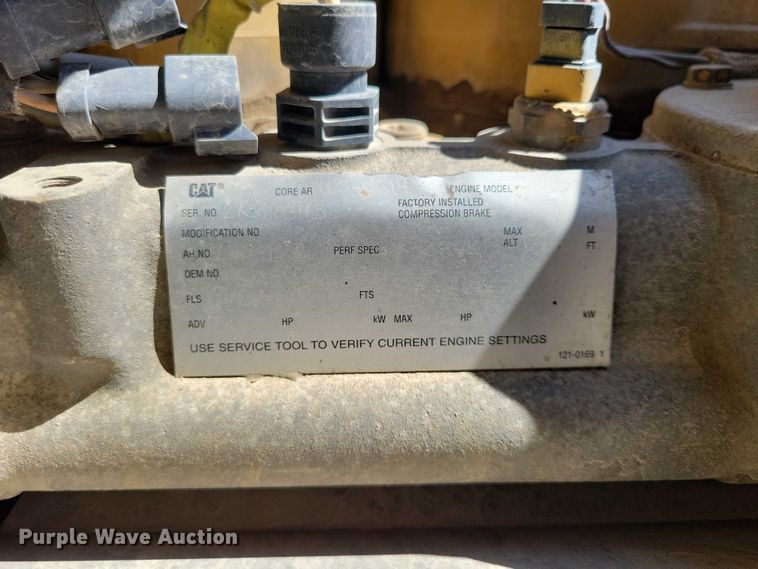 CAT® CORE AR ENGINE MODEL
SER. NO. FACTORY INSTALLED
COMPRESSION BRAKE
MODIFICATION NO. MAX M
ALT FT
AR.NO PERF SPEC
OEM NO
FLS FTS
ADV HP kW MAX HP kW
USE SERVICE TOOL TO VERIFY CURRENT ENGINE SETTINGS
121-0169 1
Purple Wave Auction